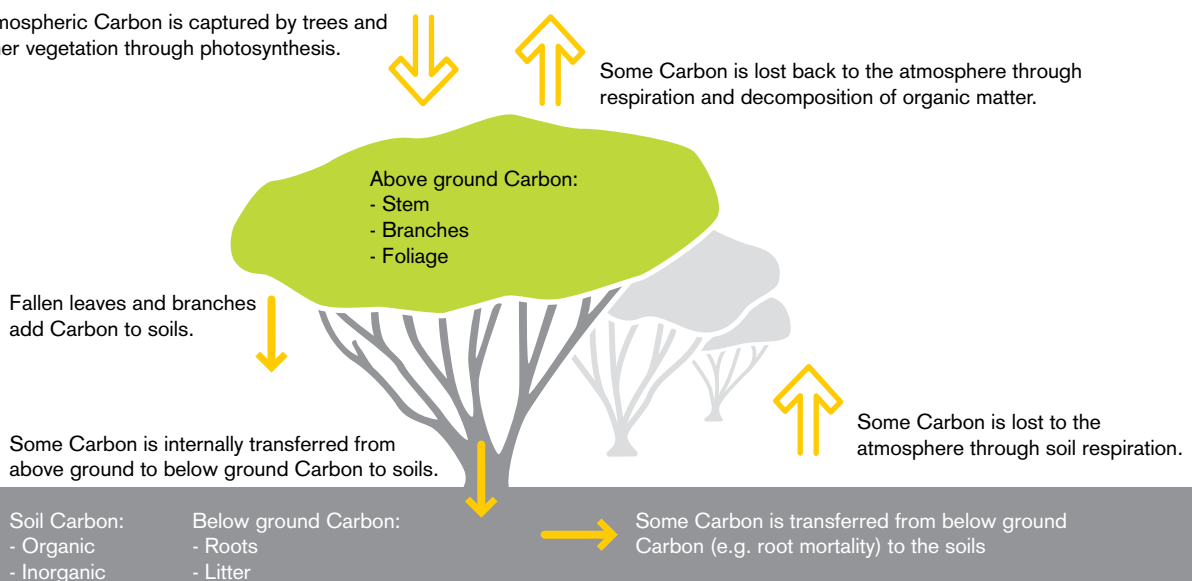 mospheric Carbon is captured by trees and
er vegetation through photosynthesis.
Some Carbon is lost back to the atmosphere through
respiration and decomposition of organic matter.
Above ground Carbon:
- Stem
- Branches
- Foliage
Fallen leaves and branches
add Carbon to soils.
Some Carbon is lost to the
atmosphere through soil respiration.
Some Carbon is internally transferred from
above ground to below ground Carbon to soils.
Soil Carbon:
- Organic
- Inorganic
Below ground Carbon:
- Roots
- Litter
Some Carbon is transferred from below ground
Carbon (e.g. root mortality) to the soils